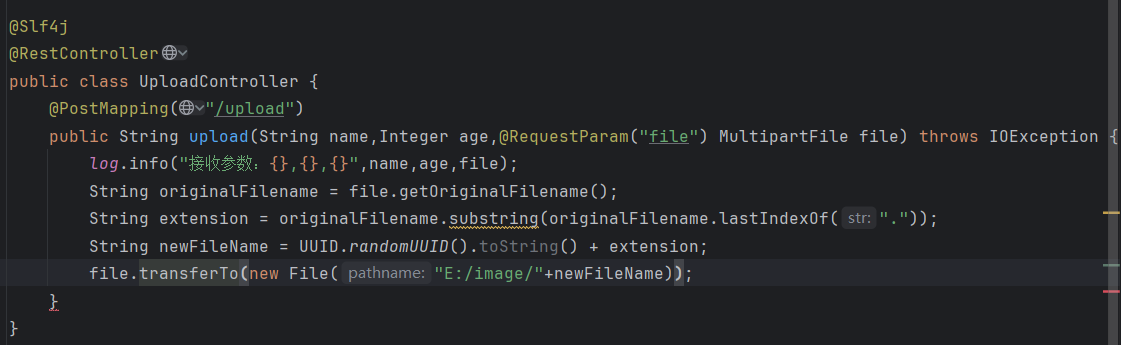 @Slf4j
@RestController
public class UploadController {
@PostMapping("/upload")
public String upload(String name,Integer age,@RequestParam("file") MultipartFile file) throws IOException {
log.info("接收参数：{},{},{}",name,age,file);
String originalFilename = file.getOriginalFilename();
String extension = originalFilename.substring(originalFilename.lastIndexOf( str: "."));
String newFileName = UUID.randomUUID().toString() + extension;
file.transferTo(new File( pathname: "E:/image/"+newFileName));
}
}